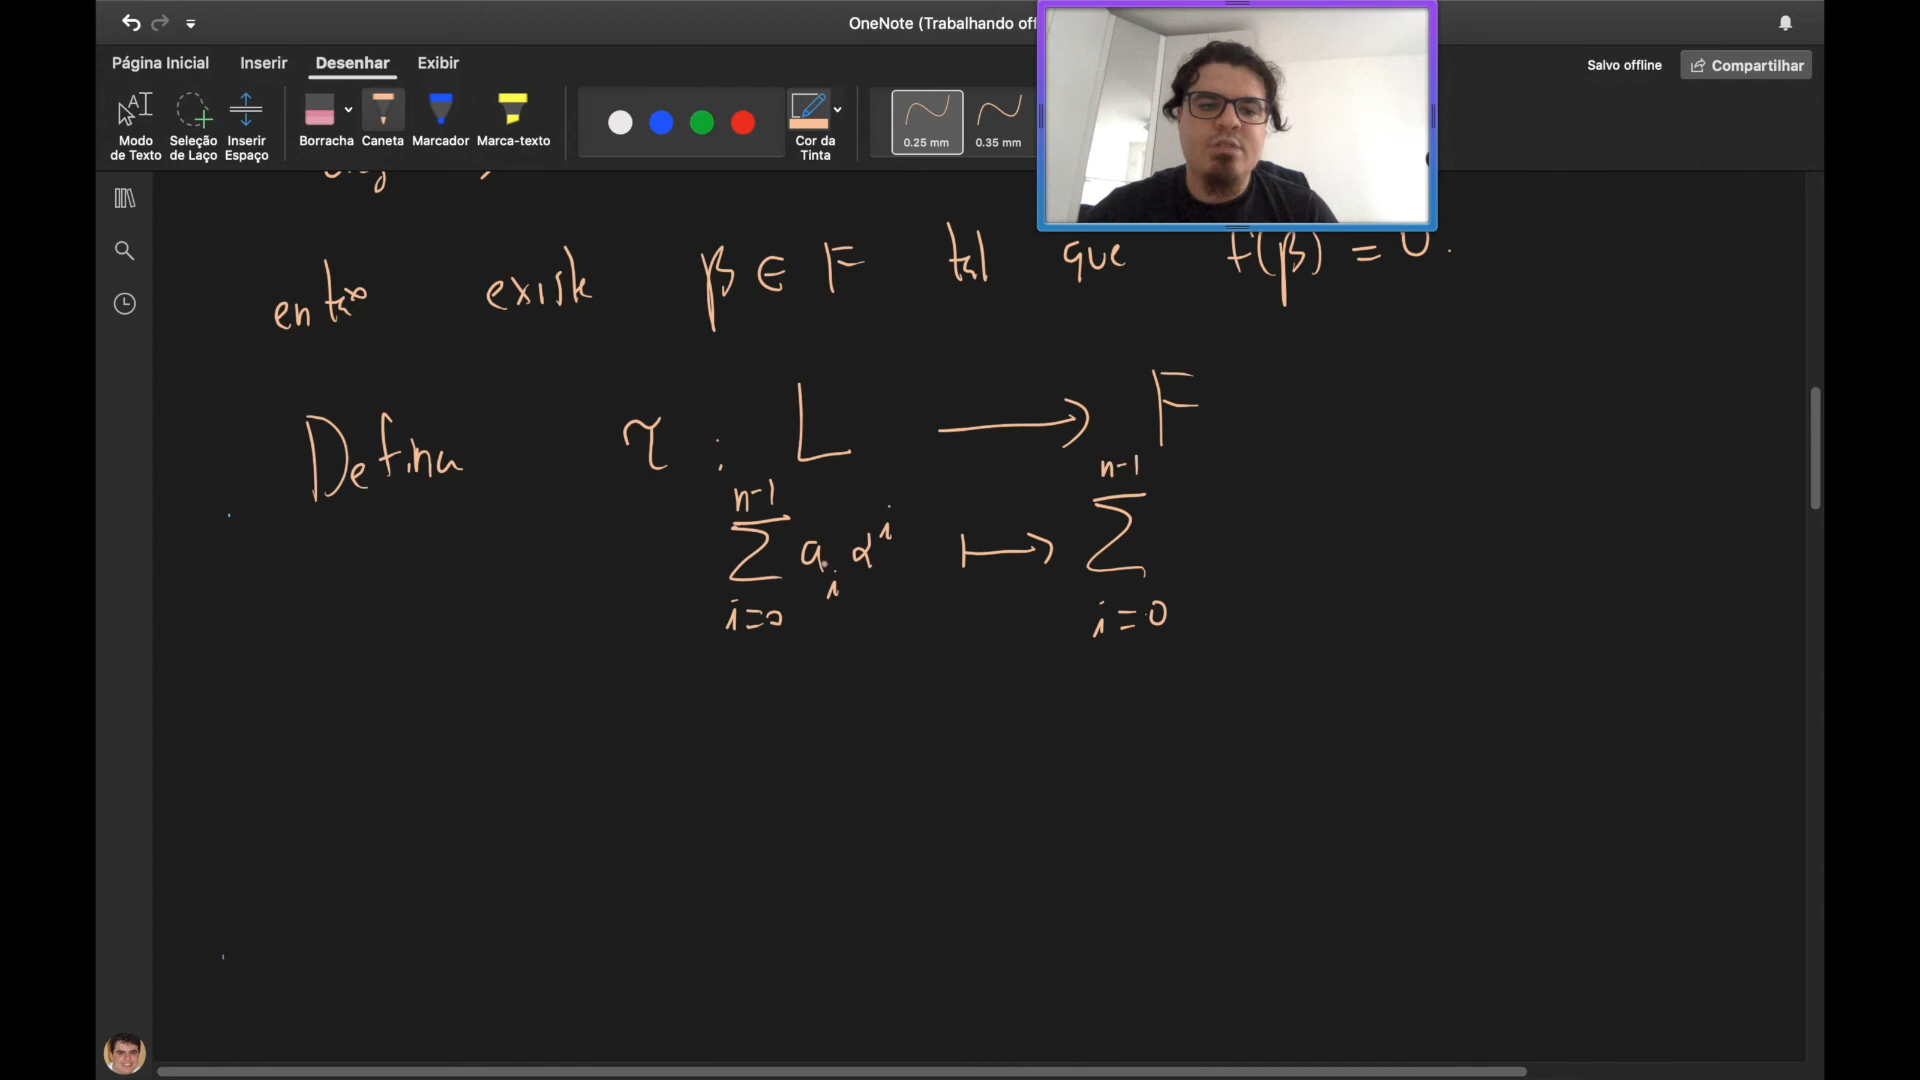 OneNote (Trabalhando off
Página Inicial Inserir Desenhar Exibir
Salvo offline Compartilhar
Modo de Texto
Seleção de Laço
Inserir Espaço
Borracha
Caneta
Marcador
Marca-texto
Cor da Tinta
0.25 mm
0.35 mm
então existe β ∈ F tal que f(β) = 0.
Defina τ : L ⟶ F
∑_{i=0}^{n-1} a_i α^i ⟼ ∑_{i=0}^{n-1}